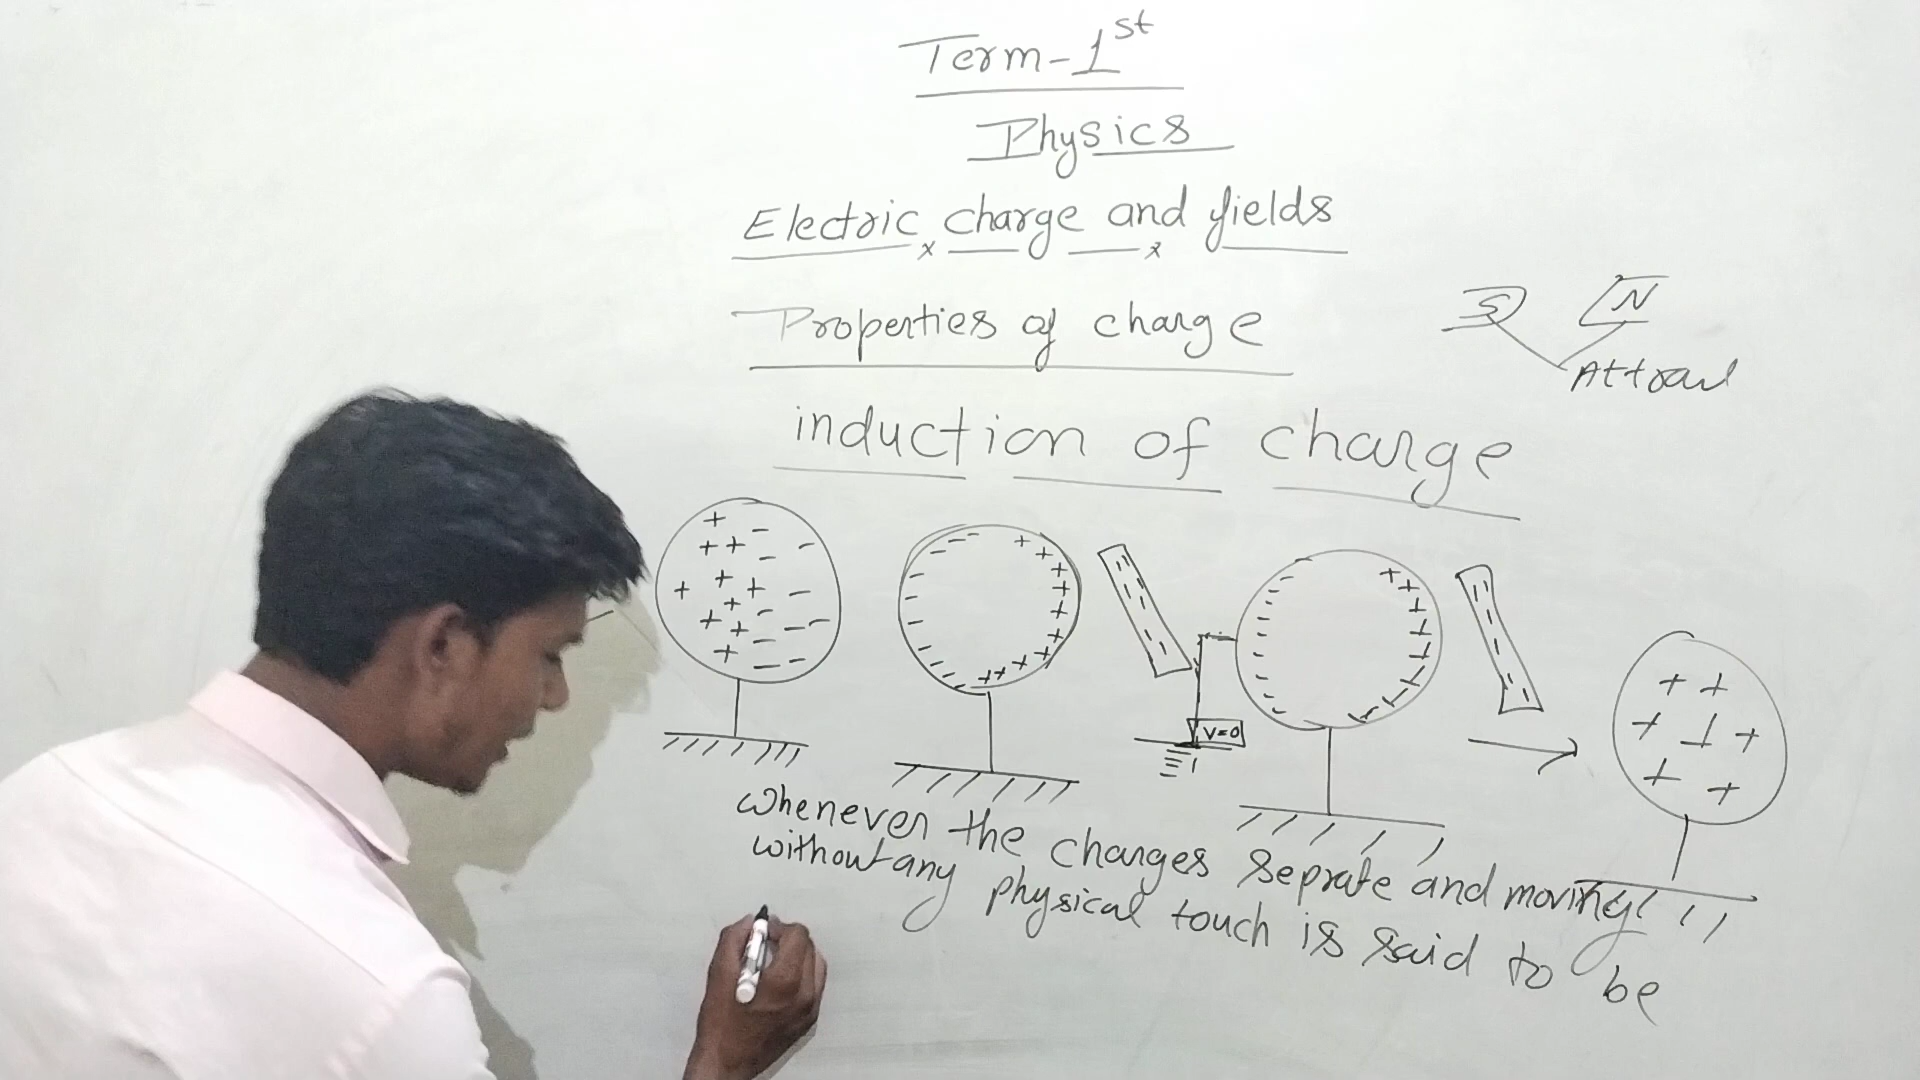 Term-1st
Physics
Electric charge and fields
Properties of charge
S N
induction of charge
V=0
Whenever the charges seprate and moving
without any physical touch is said to be